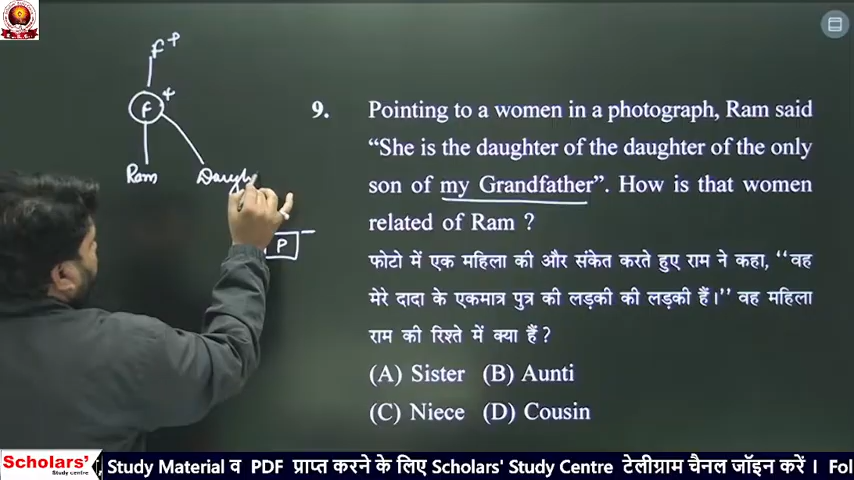 f +
f +
Ram Daugh
P –
9. Pointing to a women in a photograph, Ram said
“She is the daughter of the daughter of the only
son of my Grandfather”. How is that women
related of Ram ?
फोटो में एक महिला की और संकेत करते हुए राम ने कहा, ‘‘वह
मेरे दादा के एकमात्र पुत्र की लड़की की लड़की हैं।’’ वह महिला
राम की रिश्ते में क्या हैं ?
(A) Sister (B) Aunti
(C) Niece (D) Cousin
Scholars’
Study centre
Study Material व PDF प्राप्त करने के लिए Scholars' Study Centre टेलीग्राम चैनल जॉइन करें । Fol